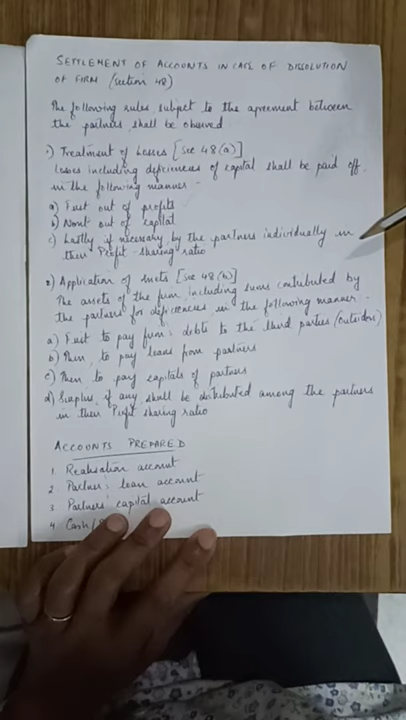 SETTLEMENT OF ACCOUNTS IN CASE OF DISSOLUTION
OF FIRM (section 48)
The following rules subject to the agreement between
the partners shall be observed
1) Treatment of Losses [Sec 48(a)]
Losses including deficiencies of capital shall be paid off
in the following manner -
a) First out of profits
b) Next out of capital
c) Lastly if necessary by the partners individually in
their Profit-sharing ratio
2) Application of Assets [Sec 48(b)]
The assets of the firm, including sums contributed by
the partners for deficiencies in the following manner -
a) First to pay firm's debts to the third parties (outsiders)
b) Then, to pay loans from partners
c) Then to pay capitals of partners
d) Surplus, if any shall be distributed among the partners
in their Profit sharing ratio
ACCOUNTS PREPARED
1. Realisation account
2 Partner's loan account
3 Partners' capital account
4 Cash/